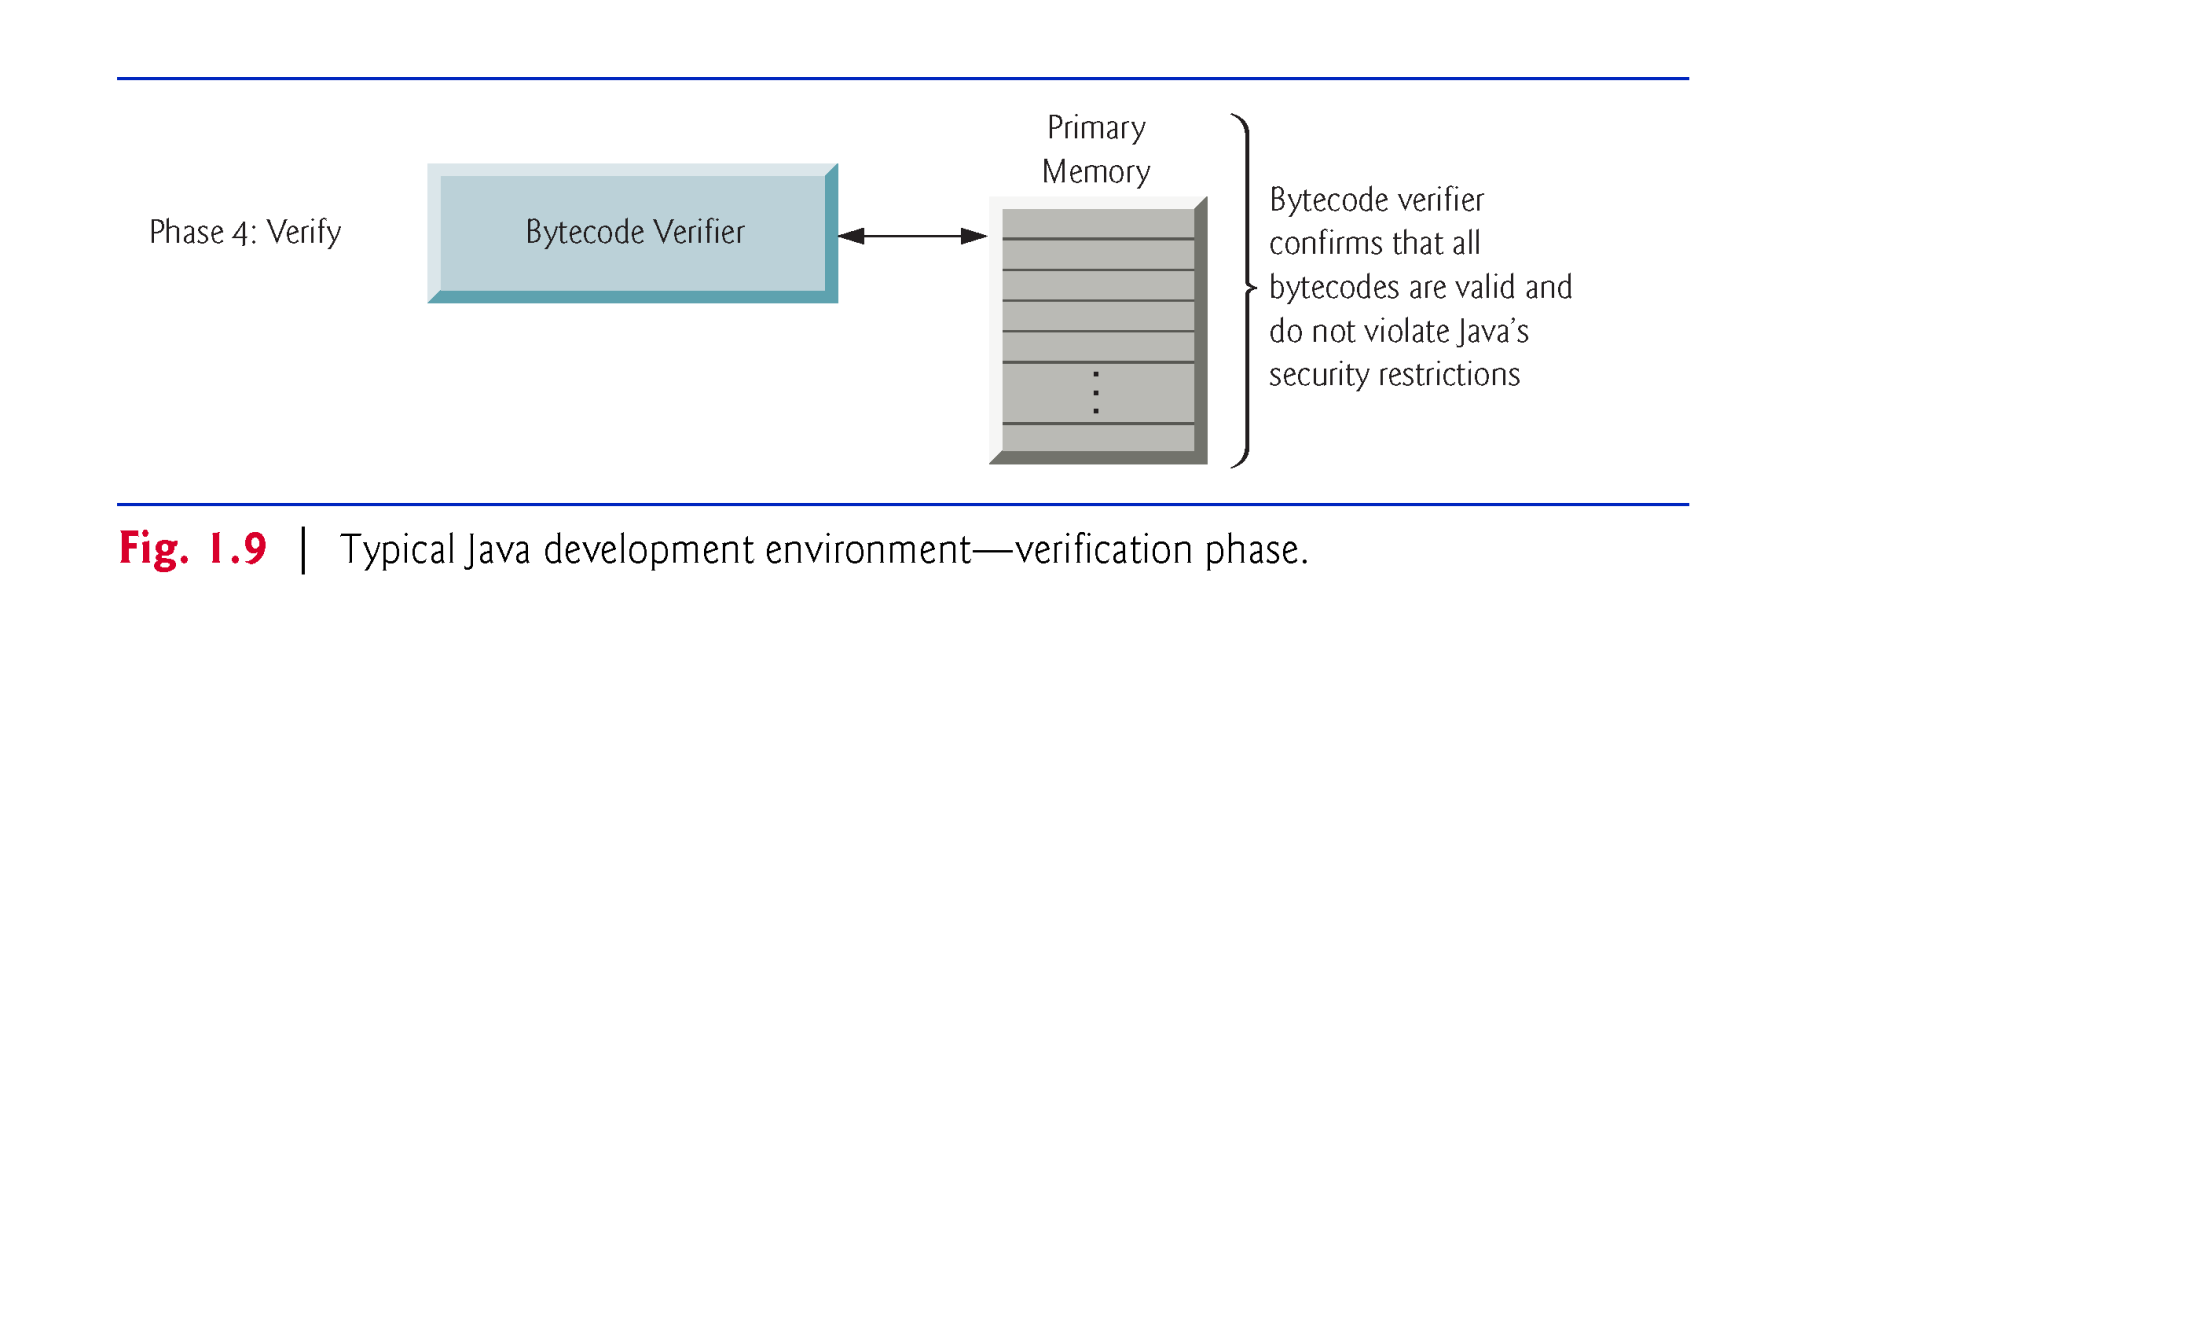 Primary
Memory
Phase 4: Verify
Bytecode Verifier
Bytecode verifier
confirms that all
bytecodes are valid and
do not violate Java’s
security restrictions
Fig. 1.9 | Typical Java development environment—verification phase.